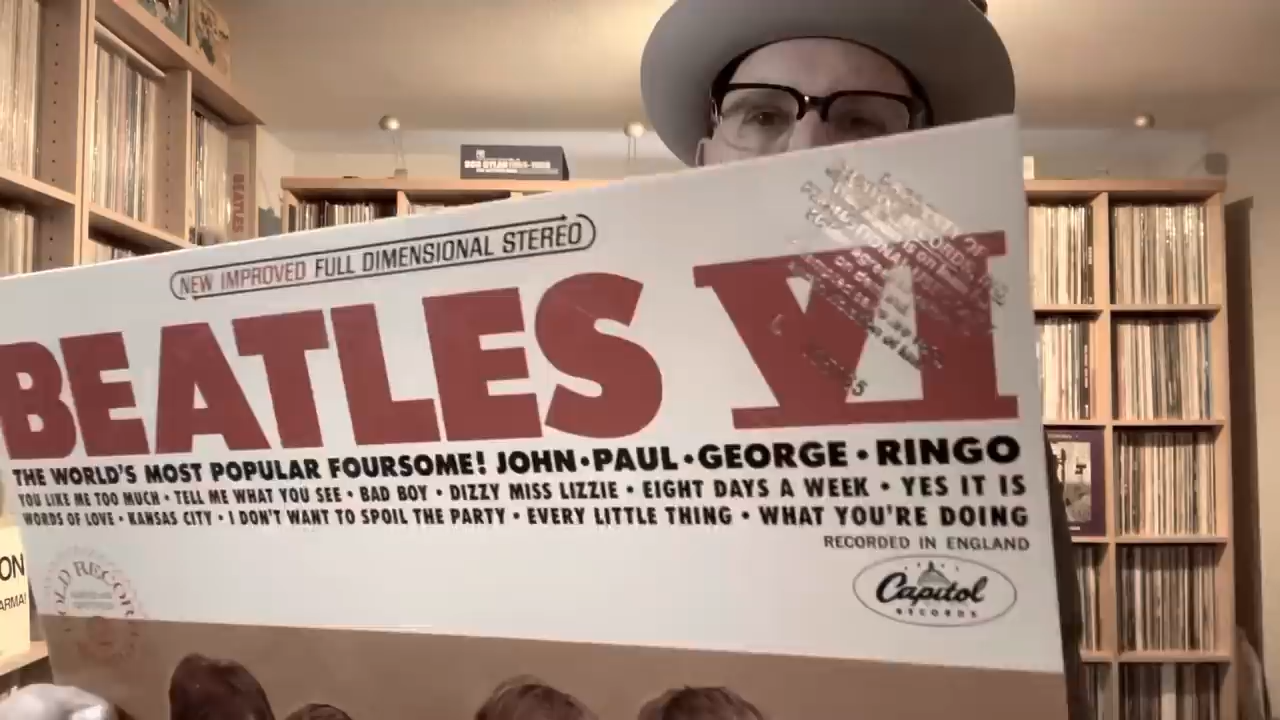 BEATLES
NEW IMPROVED FULL DIMENSIONAL STEREO
BEATLES VI
THE WORLD'S MOST POPULAR FOURSOME! JOHN • PAUL • GEORGE • RINGO
YOU LIKE ME TOO MUCH • TELL ME WHAT YOU SEE • BAD BOY • DIZZY MISS LIZZIE • EIGHT DAYS A WEEK • YES IT IS
WORDS OF LOVE • KANSAS CITY • I DON'T WANT TO SPOIL THE PARTY • EVERY LITTLE THING • WHAT YOU'RE DOING
RECORDED IN ENGLAND
Capitol
RECORDS
ON
ARMA